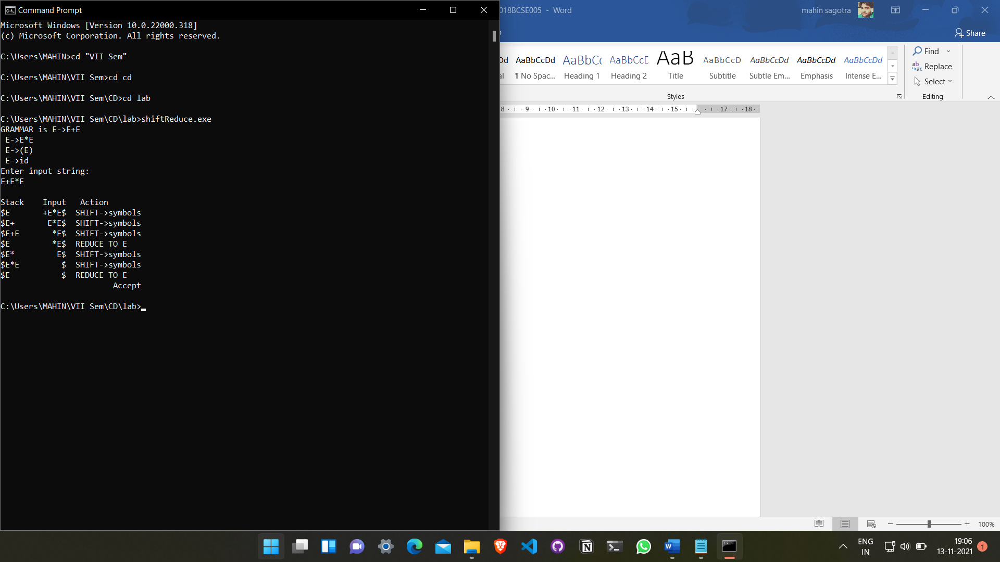 Command Prompt
Microsoft Windows [Version 10.0.22000.318]
(c) Microsoft Corporation. All rights reserved.
C:\Users\MAHIN>cd "VII Sem"
C:\Users\MAHIN\VII Sem>cd cd
C:\Users\MAHIN\VII Sem\CD>cd lab
C:\Users\MAHIN\VII Sem\CD\lab>shiftReduce.exe
GRAMMAR is E->E+E
 E->E*E
 E->(E)
 E->id
Enter input string:
E+E*E
Stack    Input   Action
$E       +E*E$  SHIFT->symbols
$E+       E*E$  SHIFT->symbols
$E+E       *E$  SHIFT->symbols
$E         *E$  REDUCE TO E
$E*         E$  SHIFT->symbols
$E*E         $  SHIFT->symbols
$E           $  REDUCE TO E
                        Accept
C:\Users\MAHIN\VII Sem\CD\lab>
018BCSE005 - Word
mahin sagotra
Share
Dd AaBbCcDd AaBbCc AaBbCcD AaB AaBbCcD AaBbCcDd AaBbCcDd AaBbCcDd
al ¶ No Spac... Heading 1 Heading 2 Title Subtitle Subtle Em... Emphasis Intense E...
Styles
Find
Replace
Select
Editing
8 9 10 11 12 13 14 15 17 18
100%
ENG
IN
19:06
13-11-2021
1